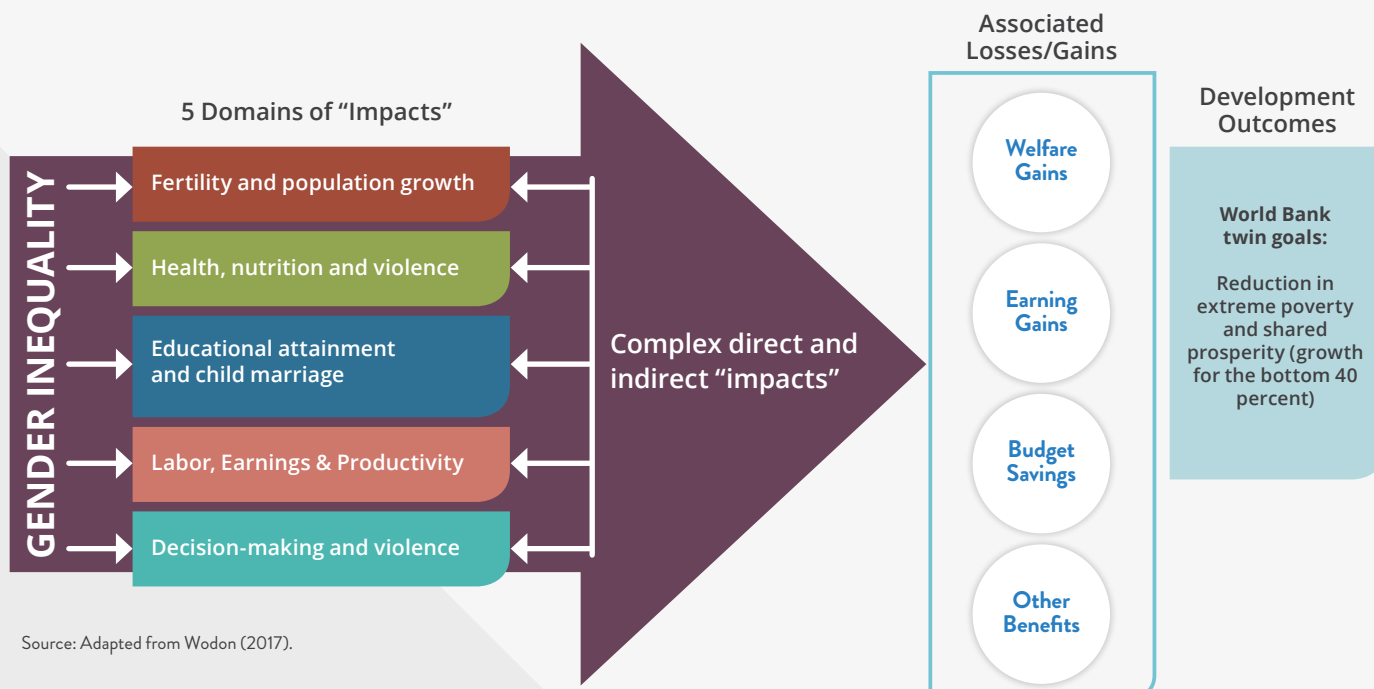 5 Domains of “Impacts”
GENDER INEQUALITY
Fertility and population growth
Health, nutrition and violence
Educational attainment
and child marriage
Labor, Earnings & Productivity
Decision-making and violence
Complex direct and
indirect “impacts”
Associated
Losses/Gains
Welfare
Gains
Earning
Gains
Budget
Savings
Other
Benefits
Development
Outcomes
World Bank
twin goals:
Reduction in
extreme poverty
and shared
prosperity (growth
for the bottom 40
percent)
Source: Adapted from Wodon (2017).